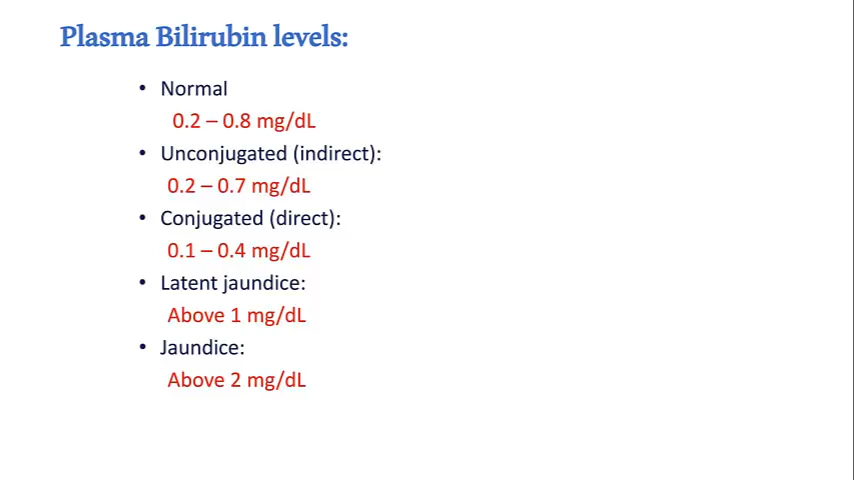 Plasma Bilirubin levels:
• Normal
0.2 – 0.8 mg/dL
• Unconjugated (indirect):
0.2 – 0.7 mg/dL
• Conjugated (direct):
0.1 – 0.4 mg/dL
• Latent jaundice:
Above 1 mg/dL
• Jaundice:
Above 2 mg/dL